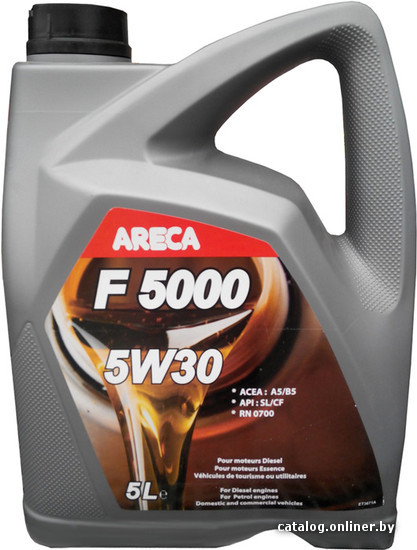 ARECA
F 5000
5W30
• ACEA : A5/B5
• API : SL/CF
• RN 0700
Pour moteurs Diesel
Pour moteurs Essence
Véhicules de tourisme ou utilitaires
For Diesel engines
For Petrol engines
Domestic and commercial vehicles
5L e
catalog.onliner.by